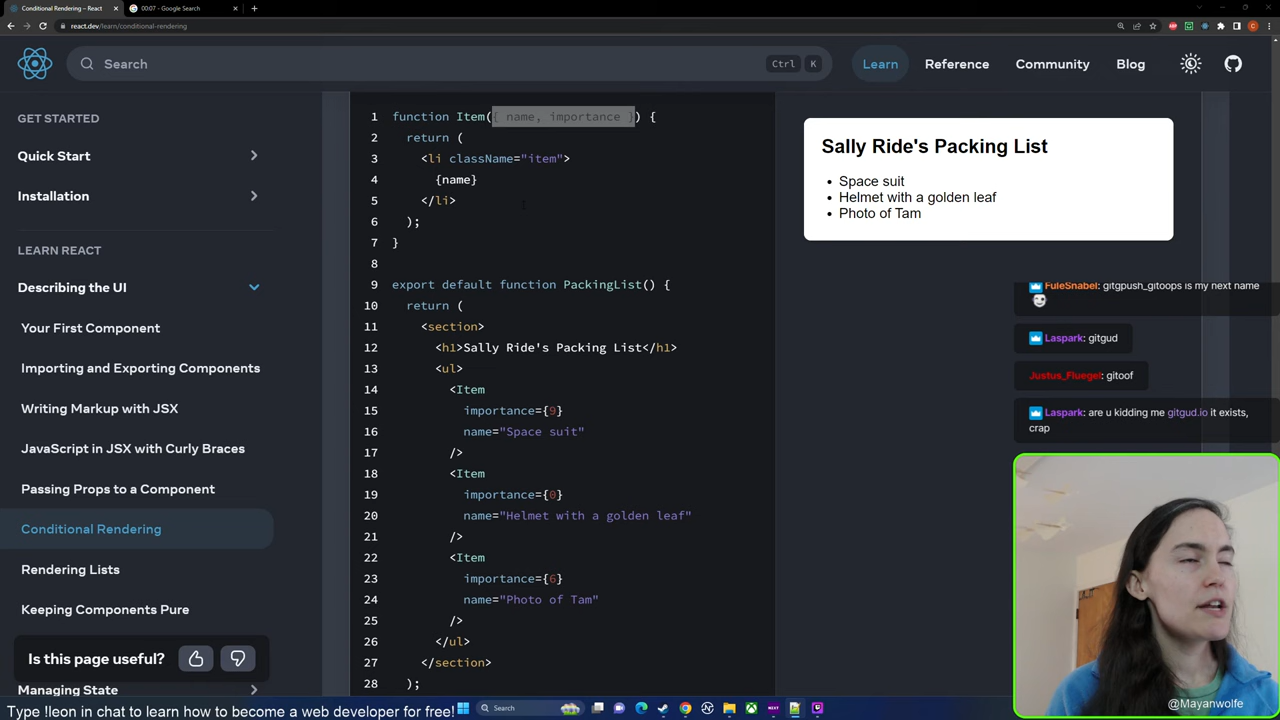 Conditional Rendering – React
00:07 - Google Search
react.dev/learn/conditional-rendering
Search
Ctrl K
Learn
Reference
Community
Blog
GET STARTED
Quick Start
Installation
LEARN REACT
Describing the UI
Your First Component
Importing and Exporting Components
Writing Markup with JSX
JavaScript in JSX with Curly Braces
Passing Props to a Component
Conditional Rendering
Rendering Lists
Keeping Components Pure
Is this page useful?
Managing State
1 function Item({ name, importance }) {
2 return (
3 <li className="item">
4 {name}
5 </li>
6 );
7 }
8
9 export default function PackingList() {
10 return (
11 <section>
12 <h1>Sally Ride's Packing List</h1>
13 <ul>
14 <Item
15 importance={9}
16 name="Space suit"
17 />
18 <Item
19 importance={0}
20 name="Helmet with a golden leaf"
21 />
22 <Item
23 importance={6}
24 name="Photo of Tam"
25 />
26 </ul>
27 </section>
28 );
Sally Ride's Packing List
• Space suit
• Helmet with a golden leaf
• Photo of Tam
FuleSnabel: gitgpush_gitoops is my next name
Laspark: gitgud
Justus_Fluegel: gitoof
Laspark: are u kidding me gitgud.io it exists,
crap
@Mayanwolfe
Type !leon in chat to learn how to become a web developer for free!
Search